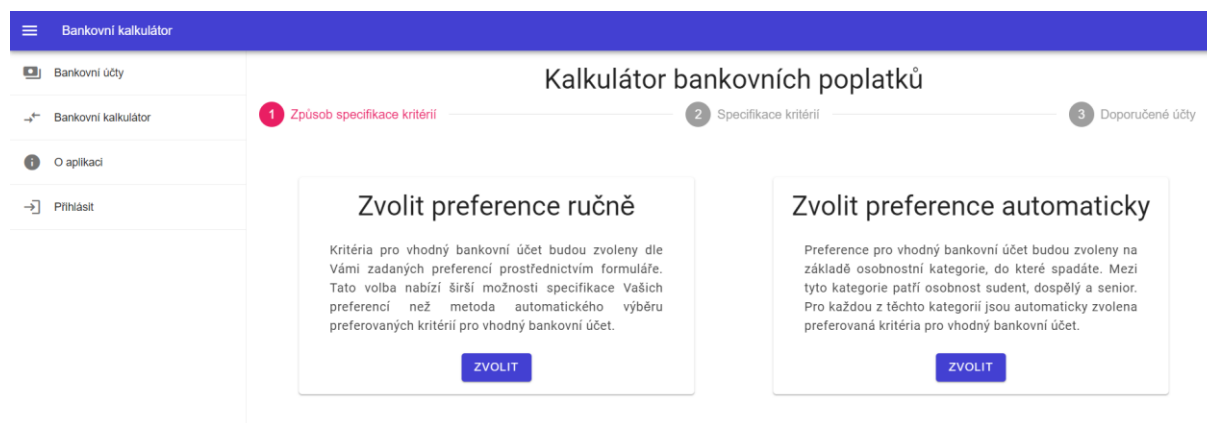 Bankovní kalkulátor
Bankovní účty
Bankovní kalkulátor
O aplikaci
Přihlásit
Kalkulátor bankovních poplatků
1 Způsob specifikace kritérií
2 Specifikace kritérií
3 Doporučené účty
Zvolit preference ručně
Kritéria pro vhodný bankovní účet budou zvoleny dle
Vámi zadaných preferencí prostřednictvím formuláře.
Tato volba nabízí širší možnosti specifikace Vašich
preferencí než metoda automatického výběru
preferovaných kritérií pro vhodný bankovní účet.
ZVOLIT
Zvolit preference automaticky
Preference pro vhodný bankovní účet budou zvoleny na
základě osobnostní kategorie, do které spadáte. Mezi
tyto kategorie patří osobnost sudent, dospělý a senior.
Pro každou z těchto kategorií jsou automaticky zvolena
preferovaná kritéria pro vhodný bankovní účet.
ZVOLIT